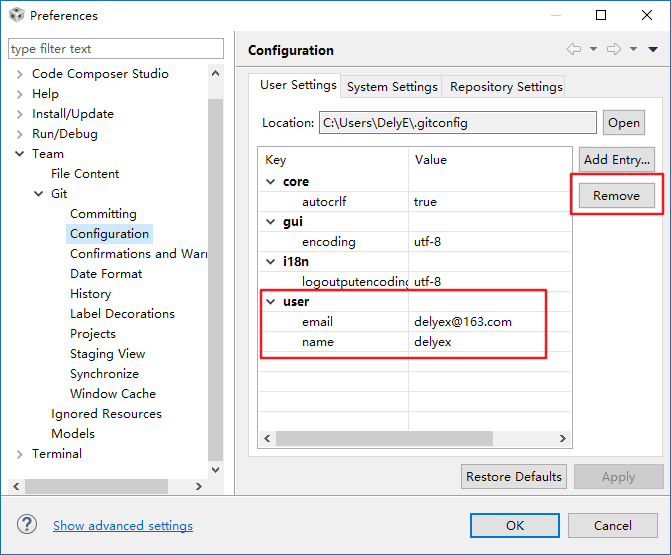 Preferences
type filter text
Code Composer Studio
Help
Install/Update
Run/Debug
Team
File Content
Git
Committing
Configuration
Confirmations and Warr
Date Format
History
Label Decorations
Projects
Staging View
Synchronize
Window Cache
Ignored Resources
Models
Terminal
Configuration
User Settings System Settings Repository Settings
Location: C:\Users\DelyE\.gitconfig Open
Key Value Add Entry...
core
autocrlf true Remove
gui
encoding utf-8
i18n
logoutputencoding utf-8
user
email delyex@163.com
name delyex
Restore Defaults Apply
Show advanced settings OK Cancel